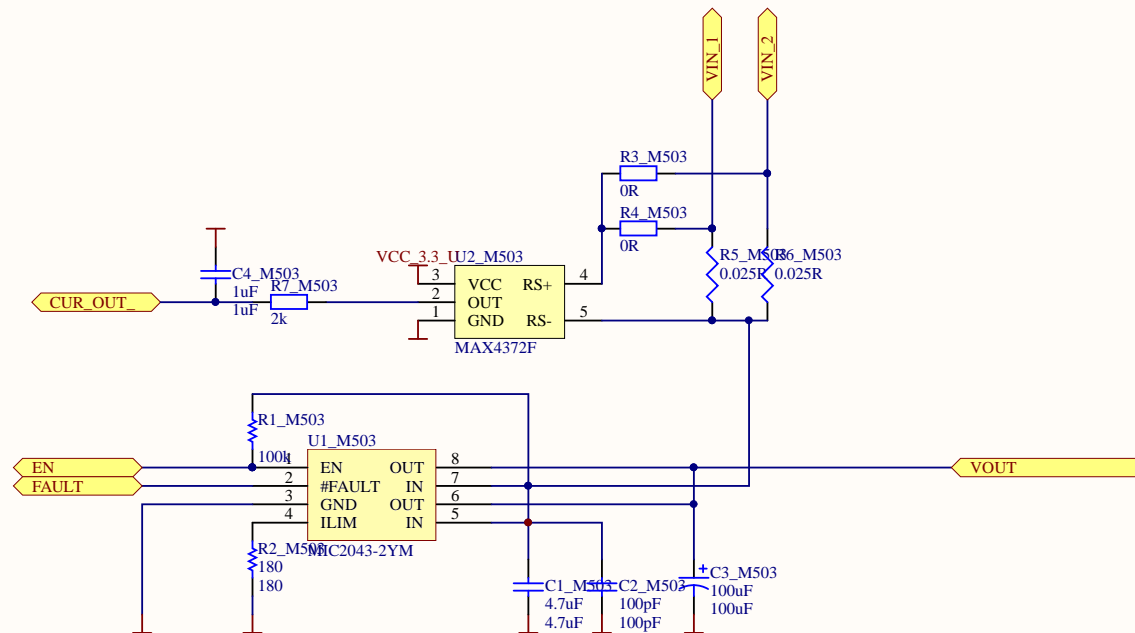 VIN_1
VIN_2
R3_M503
0R
R4_M503
0R
VCC_3.3_U
U2_M503
3 VCC RS+ 4
2 OUT
1 GND RS- 5
MAX4372F
R5_M503
0.025R
R6_M503
0.025R
C4_M503
1uF
1uF
R7_M503
2k
CUR_OUT_
R1_M503
100k
U1_M503
EN
FAULT
1 EN OUT 8
2 #FAULT IN 7
3 GND OUT 6
4 ILIM IN 5
MIC2043-2YM
VOUT
R2_M503
180
180
C1_M503
4.7uF
4.7uF
C2_M503
100pF
100pF
+
C3_M503
100uF
100uF